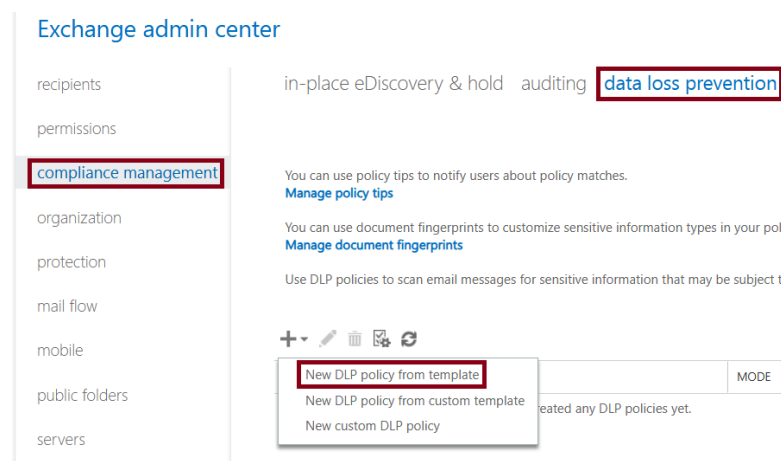 Exchange admin center
recipients
permissions
compliance management
organization
protection
mail flow
mobile
public folders
servers
in-place eDiscovery & hold auditing data loss prevention
You can use policy tips to notify users about policy matches.
Manage policy tips
You can use document fingerprints to customize sensitive information types in your pol
Manage document fingerprints
Use DLP policies to scan email messages for sensitive information that may be subject t
New DLP policy from template
New DLP policy from custom template
New custom DLP policy
MODE
eated any DLP policies yet.